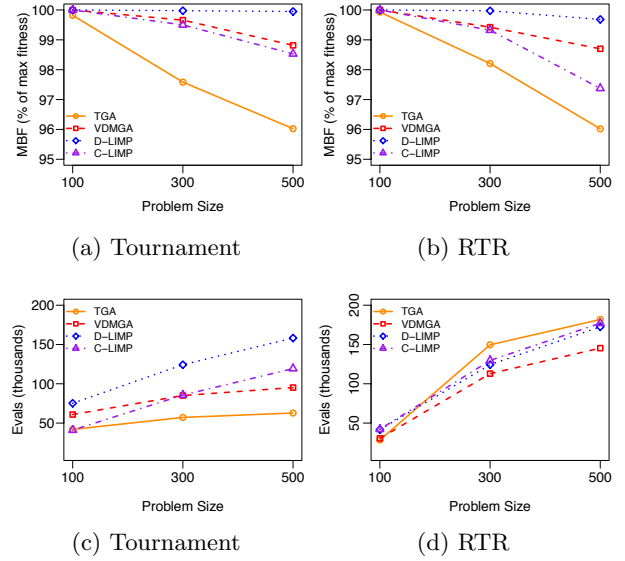 MBF (% of max fitness)
100
99
98
97
96
95
TGA
VDMGA
D−LIMP
C−LIMP
100 300 500
Problem Size
(a) Tournament
MBF (% of max fitness)
100
99
98
97
96
95
TGA
VDMGA
D−LIMP
C−LIMP
100 300 500
Problem Size
(b) RTR
Evals (thousands)
200
150
100
50
TGA
VDMGA
D−LIMP
C−LIMP
100 300 500
Problem Size
(c) Tournament
Evals (thousands)
200
150
100
50
TGA
VDMGA
D−LIMP
C−LIMP
100 300 500
Problem Size
(d) RTR